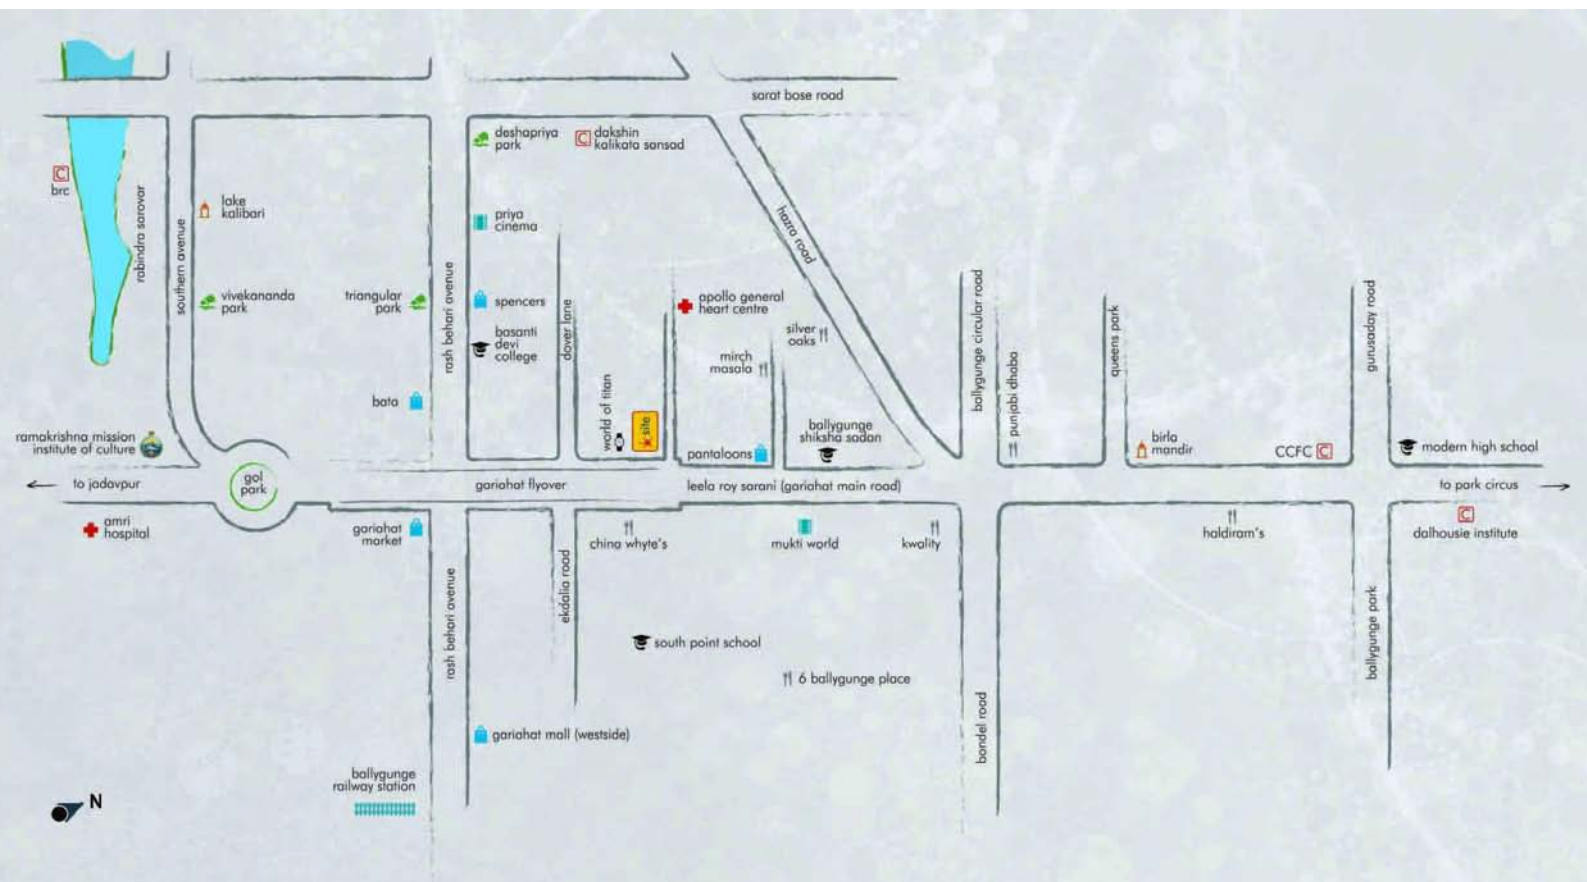 sarat bose road
deshapriya
park
dakshin
kalikata sansad
brc
rabindra sarovar
southern avenue
lake
kalibari
priya
cinema
hazra road
vivekananda
park
triangular
park
rash behari avenue
spencers
basanti
devi
college
dover lane
apollo general
heart centre
silver
oaks
mirch
masala
ballygunge circular road
punjabi dhaba
queens park
gurusaday road
bata
world of titan
site
pantaloons
ballygunge
shiksha sadan
birla
mandir
CCFC
modern high school
ramakrishna mission
institute of culture
to jadavpur
gol
park
gariahat flyover
leela roy sarani (gariahat main road)
to park circus
amri
hospital
gariahat
market
china whyte's
mukti world
kwality
haldiram's
dalhousie institute
rash behari avenue
ekdalia road
south point school
6 ballygunge place
bondel road
ballygunge park
gariahat mall (westside)
ballygunge
railway station
N